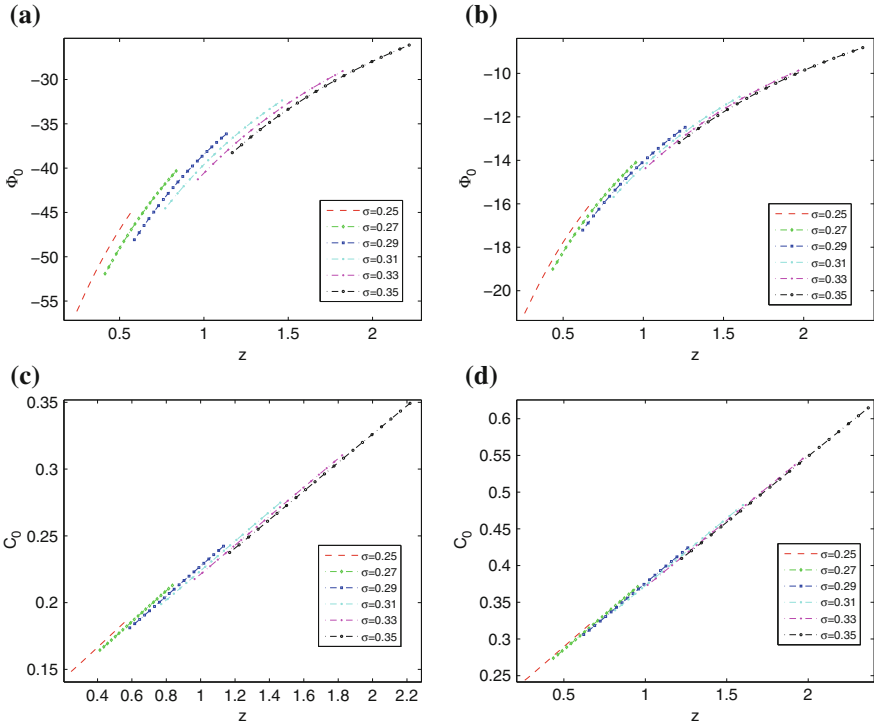 (a)
−30
−35
−40
−45
−50
−55
Φ0
0.5 1 1.5 2
z
σ=0.25
σ=0.27
σ=0.29
σ=0.31
σ=0.33
σ=0.35
(b)
−10
−12
−14
−16
−18
−20
Φ0
0.5 1 1.5 2
z
σ=0.25
σ=0.27
σ=0.29
σ=0.31
σ=0.33
σ=0.35
(c)
0.35
0.3
0.25
0.2
0.15
C0
0.4 0.6 0.8 1 1.2 1.4 1.6 1.8 2 2.2
z
σ=0.25
σ=0.27
σ=0.29
σ=0.31
σ=0.33
σ=0.35
(d)
0.6
0.55
0.5
0.45
0.4
0.35
0.3
0.25
C0
0.5 1 1.5 2
z
σ=0.25
σ=0.27
σ=0.29
σ=0.31
σ=0.33
σ=0.35